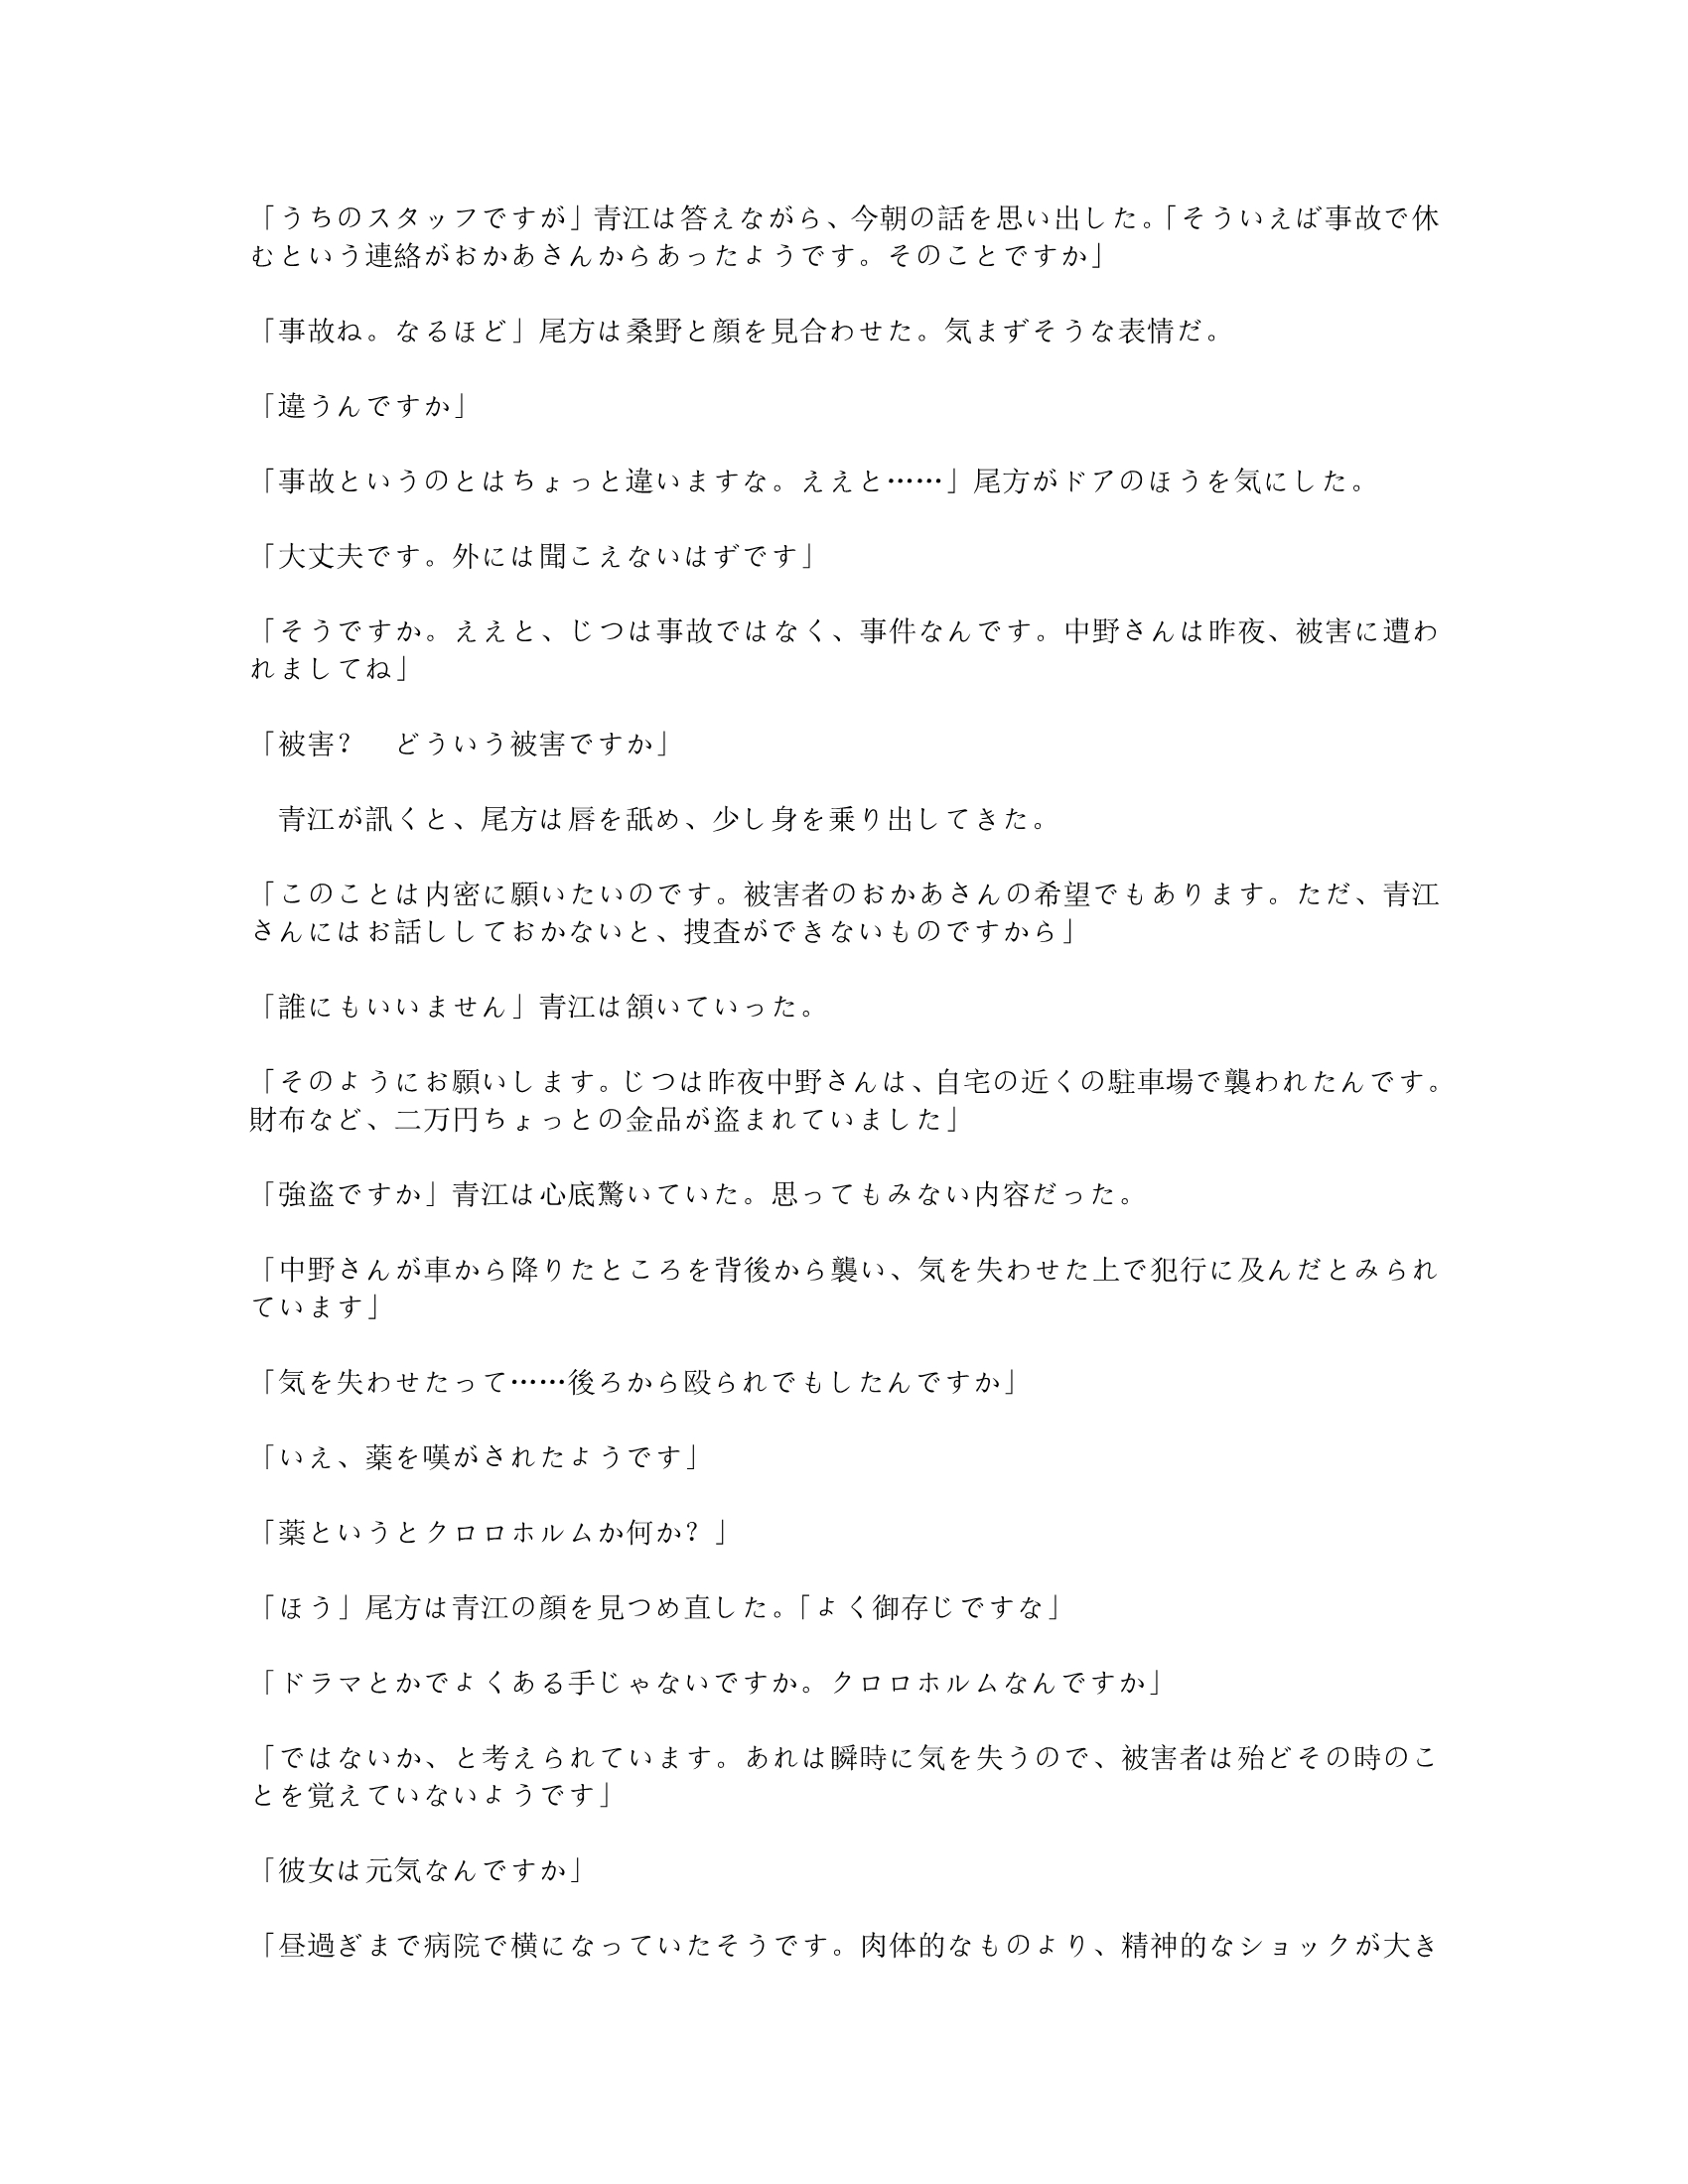 「うちのスタッフですが」青江は答えながら、今朝の話を思い出した。「そういえば事故で休
むという連絡がおかあさんからあったようです。そのことですか」
「事故ね。なるほど」尾方は桑野と顔を見合わせた。気まずそうな表情だ。
「違うんですか」
「事故というのとはちょっと違いますな。ええと……」尾方がドアのほうを気にした。
「大丈夫です。外には聞こえないはずです」
「そうですか。ええと、じつは事故ではなく、事件なんです。中野さんは昨夜、被害に遭わ
れましてね」
「被害?　どういう被害ですか」
　青江が訊くと、尾方は唇を舐め、少し身を乗り出してきた。
「このことは内密に願いたいのです。被害者のおかあさんの希望でもあります。ただ、青江
さんにはお話ししておかないと、捜査ができないものですから」
「誰にもいいません」青江は頷いていった。
「そのようにお願いします。じつは昨夜中野さんは、自宅の近くの駐車場で襲われたんです。
財布など、二万円ちょっとの金品が盗まれていました」
「強盗ですか」青江は心底驚いていた。思ってもみない内容だった。
「中野さんが車から降りたところを背後から襲い、気を失わせた上で犯行に及んだとみられ
ています」
「気を失わせたって……後ろから殴られでもしたんですか」
「いえ、薬を嘆がされたようです」
「薬というとクロロホルムか何か? 」
「ほう」尾方は青江の顔を見つめ直した。「よく御存じですな」
「ドラマとかでよくある手じゃないですか。クロロホルムなんですか」
「ではないか、と考えられています。あれは瞬時に気を失うので、被害者は殆どその時のこ
とを覚えていないようです」
「彼女は元気なんですか」
「昼過ぎまで病院で横になっていたそうです。肉体的なものより、精神的なショックが大き